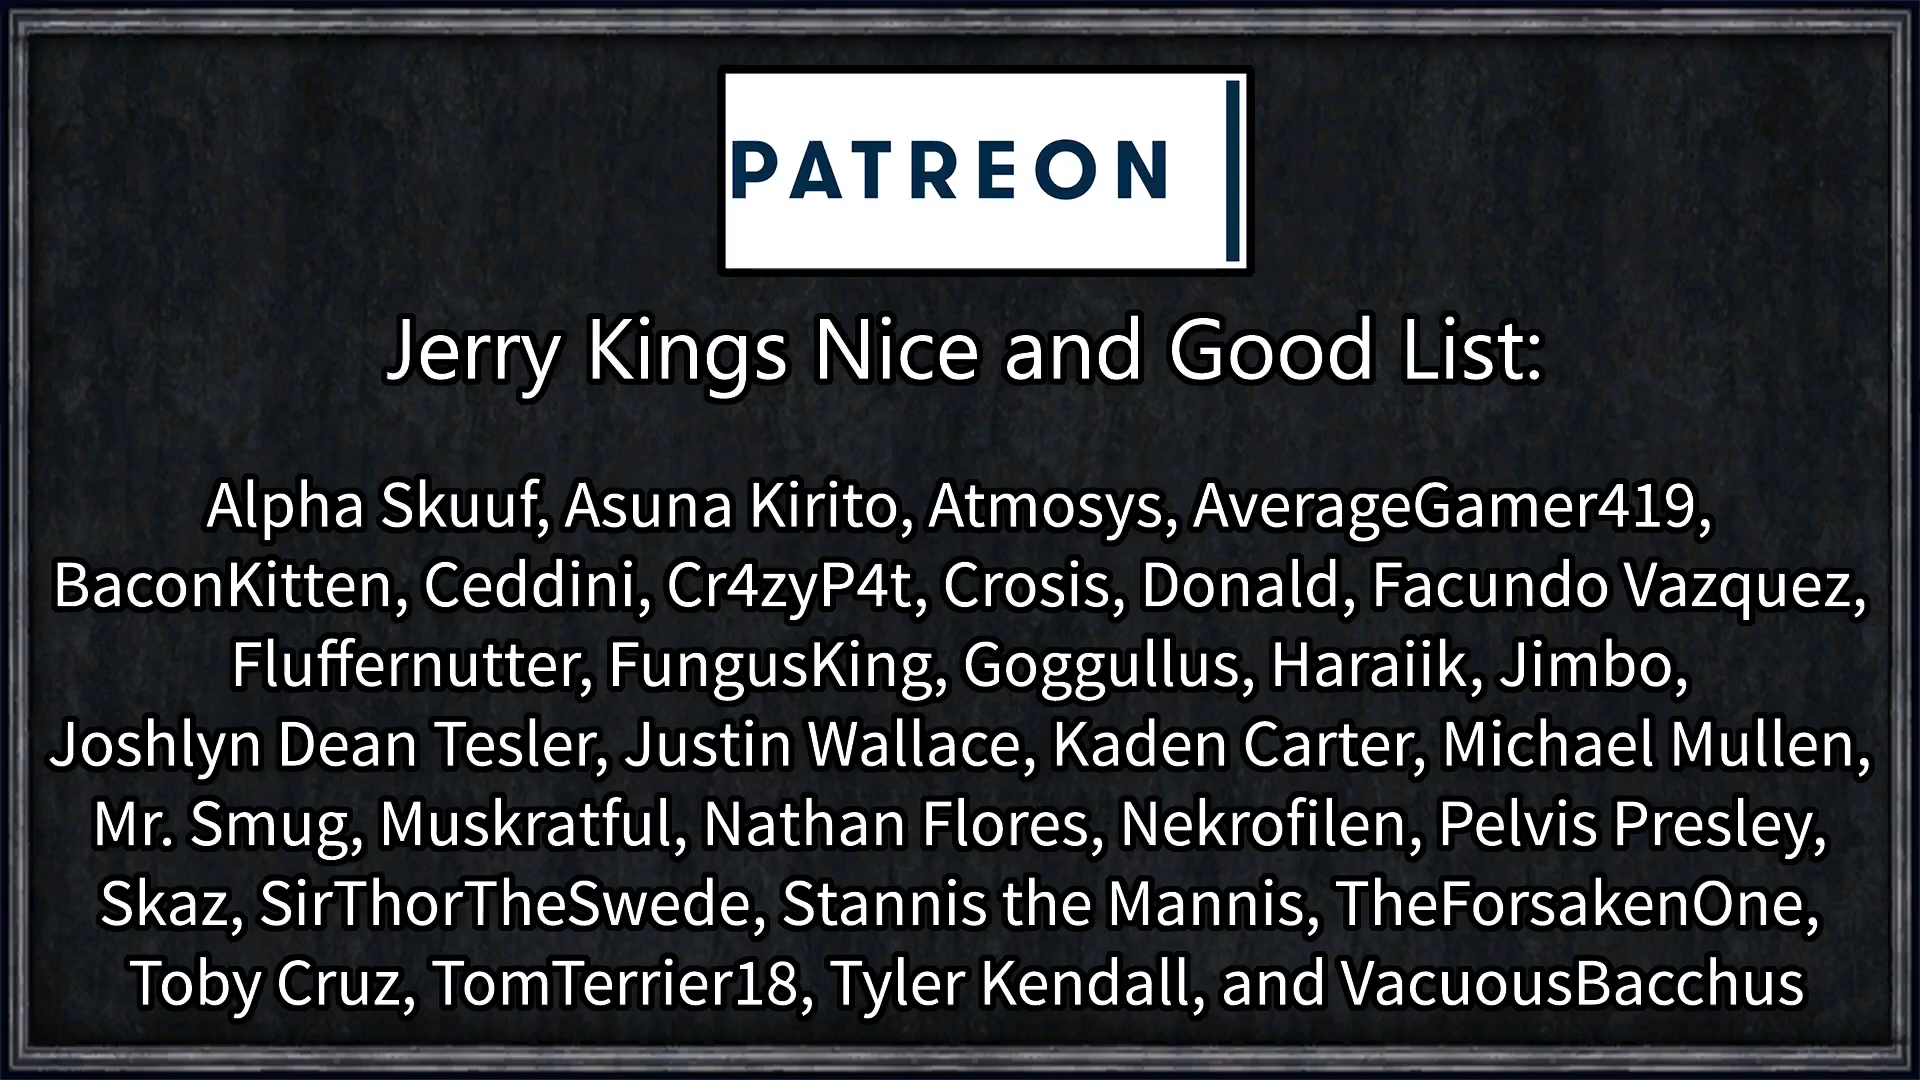 PATREON
Jerry Kings Nice and Good List:
Alpha Skuuf, Asuna Kirito, Atmosys, AverageGamer419,
BaconKitten, Ceddini, Cr4zyP4t, Crosis, Donald, Facundo Vazquez,
Fluffernutter, FungusKing, Goggullus, Haraiik, Jimbo,
Joshlyn Dean Tesler, Justin Wallace, Kaden Carter, Michael Mullen,
Mr. Smug, Muskratful, Nathan Flores, Nekrofilen, Pelvis Presley,
Skaz, SirThorTheSwede, Stannis the Mannis, TheForsakenOne,
Toby Cruz, TomTerrier18, Tyler Kendall, and VacuousBacchus